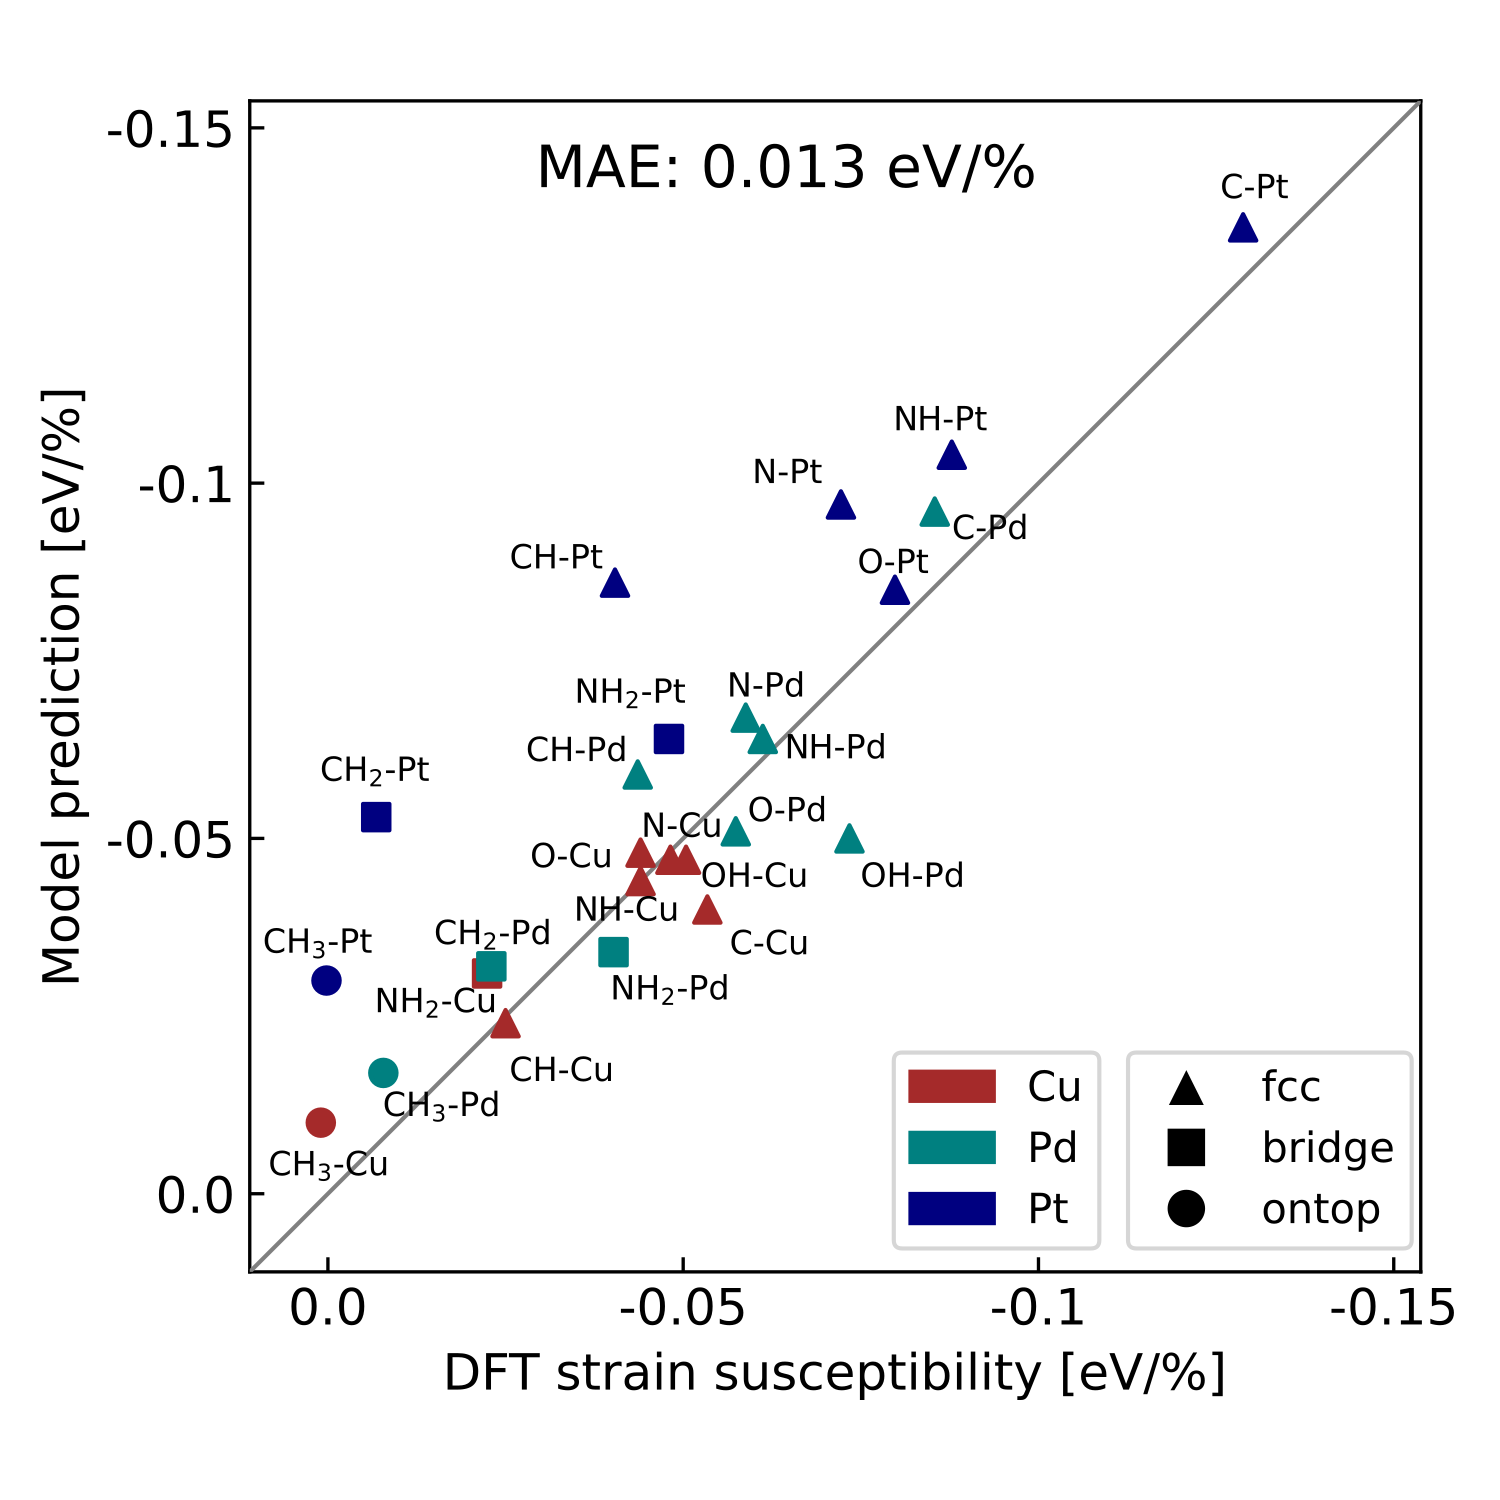 MAE: 0.013 eV/%
-0.15
-0.1
-0.05
0.0
Model prediction [eV/%]
C-Pt
NH-Pt
N-Pt
C-Pd
CH-Pt
O-Pt
NH₂-Pt
N-Pd
CH-Pd
NH-Pd
CH₂-Pt
O-Pd
N-Cu
O-Cu
OH-Cu
OH-Pd
NH-Cu
C-Cu
CH₂-Pd
CH₃-Pt
NH₂-Pd
NH₂-Cu
CH-Cu
CH₃-Pd
CH₃-Cu
Cu
Pd
Pt
fcc
bridge
ontop
0.0
-0.05
-0.1
-0.15
DFT strain susceptibility [eV/%]